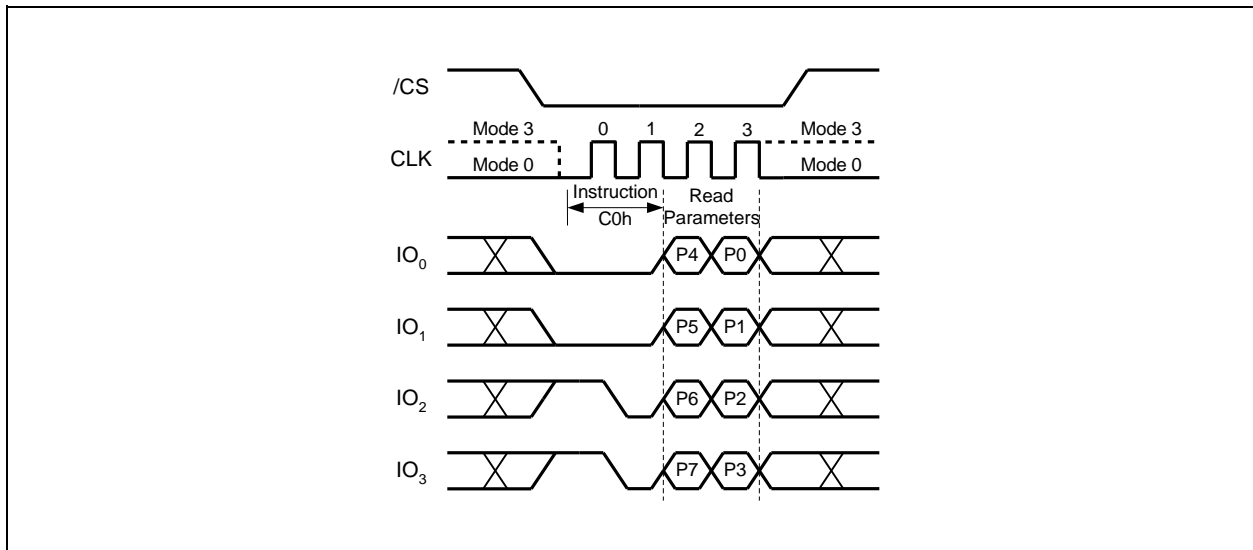 /CS
Mode 3 0 1 2 3 Mode 3
CLK Mode 0 Mode 0
Instruction Read
C0h Parameters
IO0 P4 P0
IO1 P5 P1
IO2 P6 P2
IO3 P7 P3